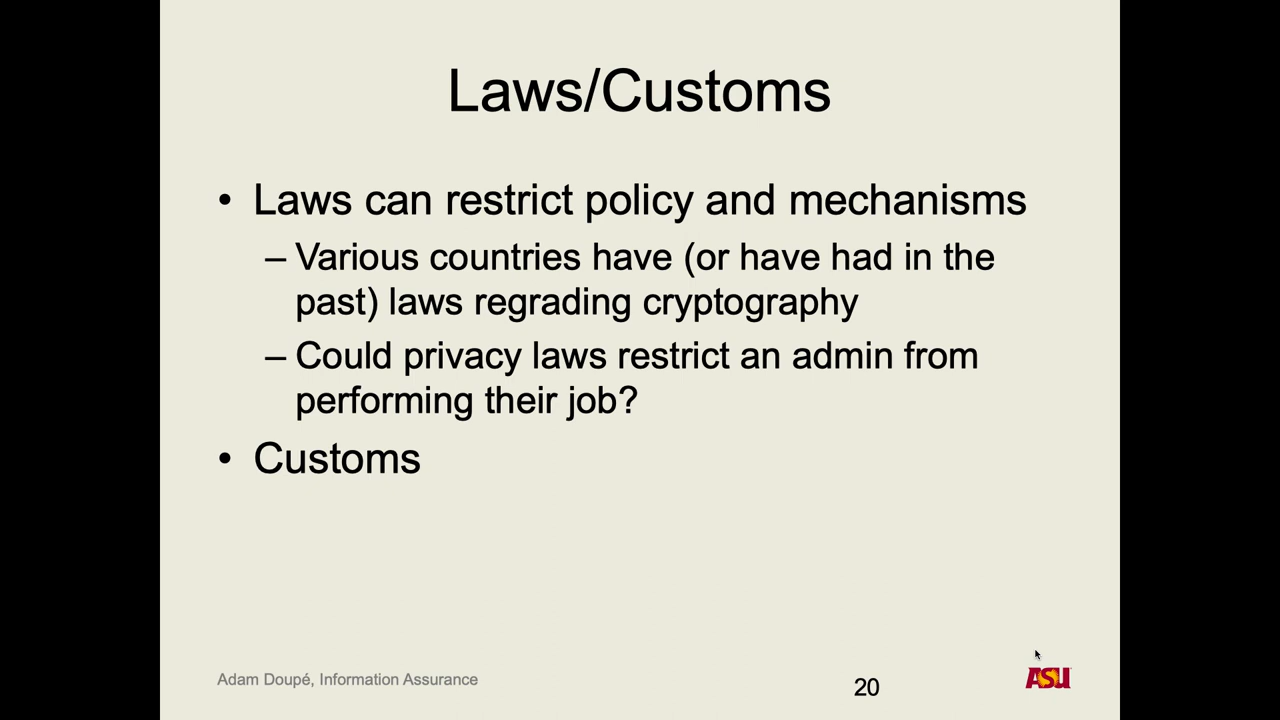 Laws/Customs
• Laws can restrict policy and mechanisms
– Various countries have (or have had in the
past) laws regrading cryptography
– Could privacy laws restrict an admin from
performing their job?
• Customs
Adam Doupé, Information Assurance
20
ASU